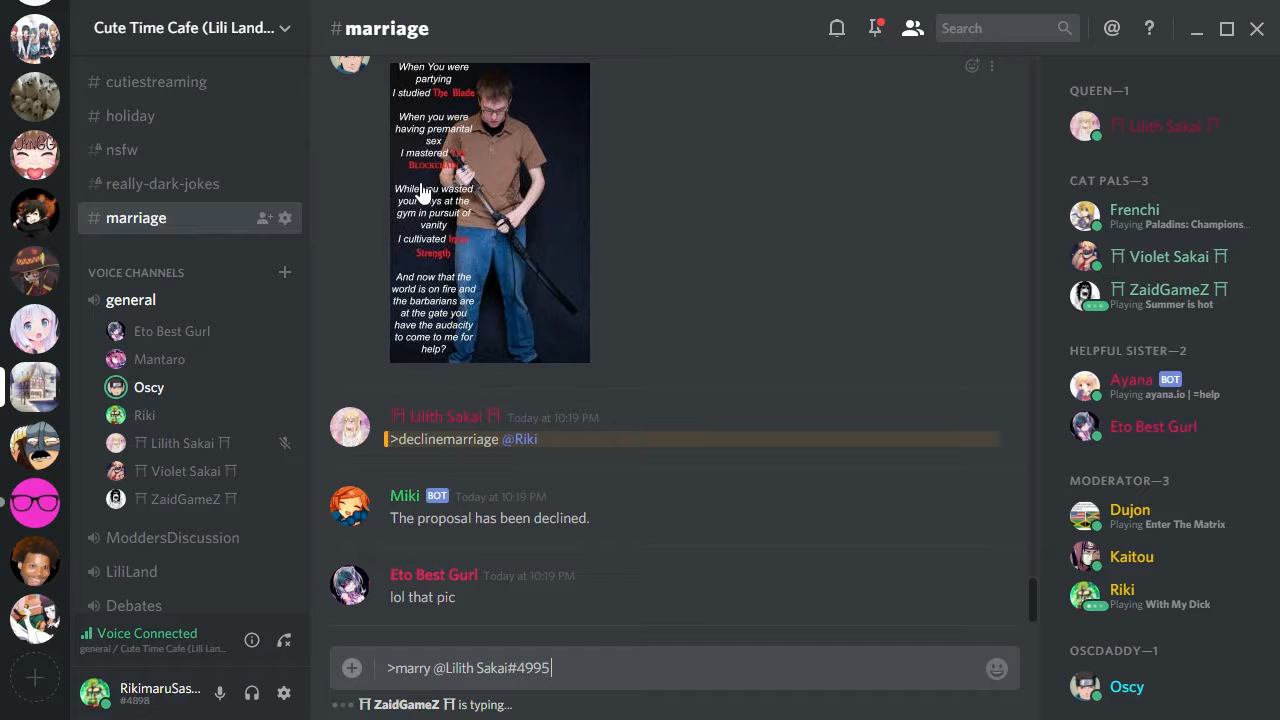 Cute Time Cafe (Lili Land...
# marriage
Search
@
?
# cutiestreaming
# holiday
# nsfw
# really-dark-jokes
# marriage
VOICE CHANNELS
general
Eto Best Gurl
Mantaro
Oscy
Riki
⛩ Lilith Sakai ⛩
⛩ Violet Sakai ⛩
⛩ ZaidGameZ ⛩
ModdersDiscussion
LiliLand
Debates
Voice Connected
general / Cute Time Cafe (Lili Lan...
RikimaruSas...
#4898
When You were
partying
I studied The Blade
When you were
having premarital
sex
I mastered
BLOCKCHAIN
While you wasted
your days at the
gym in pursuit of
vanity
I cultivated Inner
Strength
And now that the
world is on fire and
the barbarians are
at the gate you
have the audacity
to come to me for
help?
⛩ Lilith Sakai ⛩ Today at 10:19 PM
>declinemarriage @Riki
Miki BOT Today at 10:19 PM
The proposal has been declined.
Eto Best Gurl Today at 10:19 PM
lol that pic
>marry @Lilith Sakai#4995
⛩ ZaidGameZ ⛩ is typing...
QUEEN—1
⛩ Lilith Sakai ⛩
CAT PALS—3
Frenchi
Playing Paladins: Champions...
⛩ Violet Sakai ⛩
⛩ ZaidGameZ ⛩
Playing Summer is hot
HELPFUL SISTER—2
Ayana BOT
Playing ayana.io | =help
Eto Best Gurl
MODERATOR—3
Dujon
Playing Enter The Matrix
Kaitou
Riki
Playing With My Dick
OSCDADDY—1
Oscy